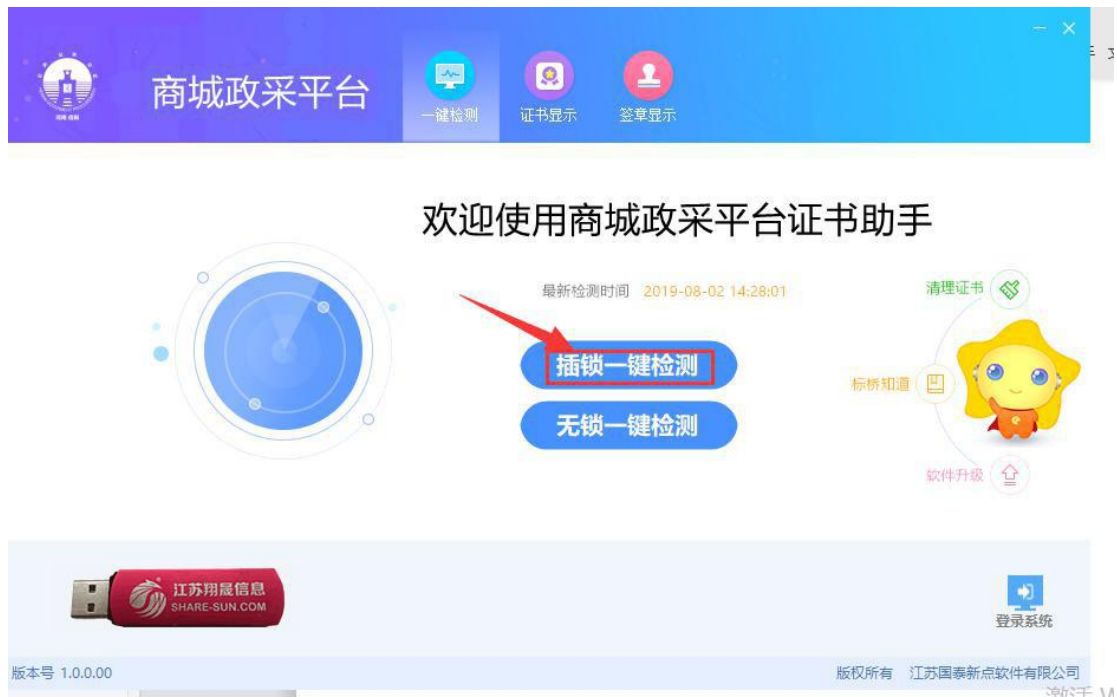 商城政采平台
一键检测
证书显示
签章显示
欢迎使用商城政采平台证书助手
最新检测时间 2019-08-02 14:28:01
清理证书
插锁一键检测
标桥知道
无锁一键检测
软件升级
江苏翔晟信息
SHARE-SUN.COM
登录系统
版本号 1.0.0.00
版权所有 江苏国泰新点软件有限公司
激活 W